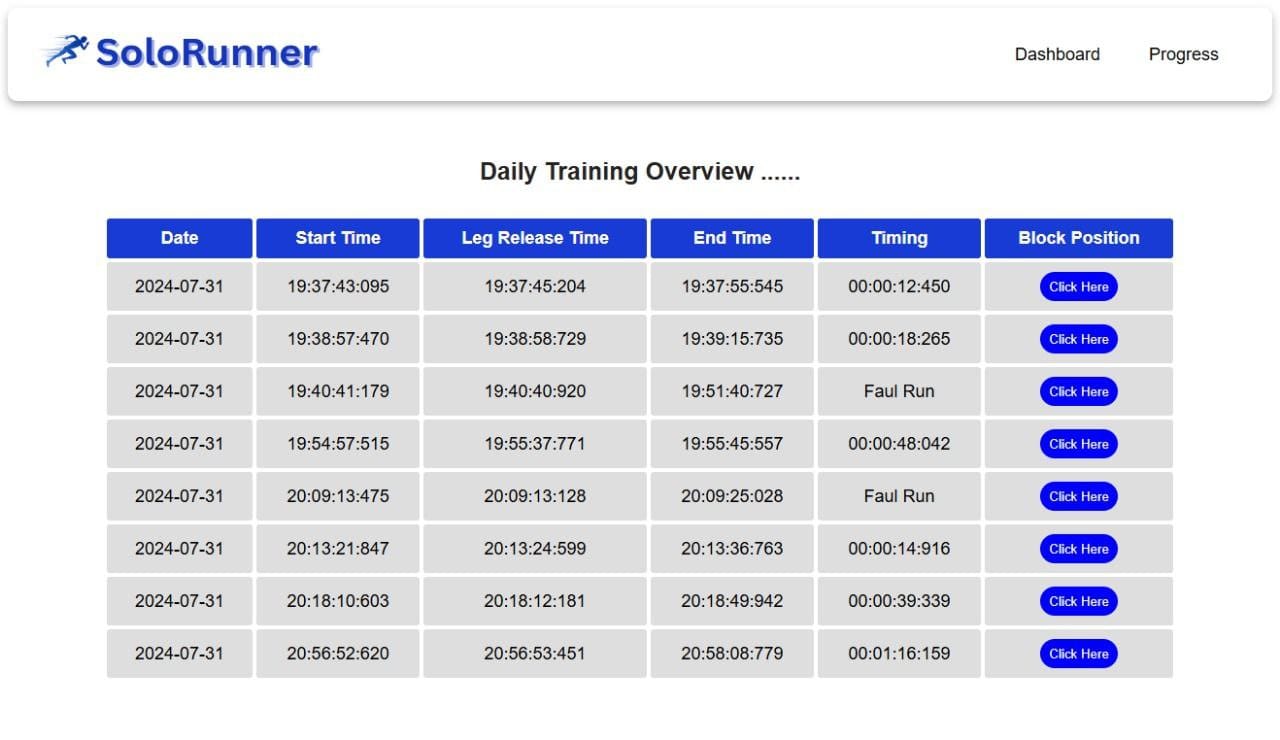 SoloRunner Dashboard Progress
Daily Training Overview ......
Date Start Time Leg Release Time End Time Timing Block Position
2024-07-31 19:37:43:095 19:37:45:204 19:37:55:545 00:00:12:450 Click Here
2024-07-31 19:38:57:470 19:38:58:729 19:39:15:735 00:00:18:265 Click Here
2024-07-31 19:40:41:179 19:40:40:920 19:51:40:727 Faul Run Click Here
2024-07-31 19:54:57:515 19:55:37:771 19:55:45:557 00:00:48:042 Click Here
2024-07-31 20:09:13:475 20:09:13:128 20:09:25:028 Faul Run Click Here
2024-07-31 20:13:21:847 20:13:24:599 20:13:36:763 00:00:14:916 Click Here
2024-07-31 20:18:10:603 20:18:12:181 20:18:49:942 00:00:39:339 Click Here
2024-07-31 20:56:52:620 20:56:53:451 20:58:08:779 00:01:16:159 Click Here